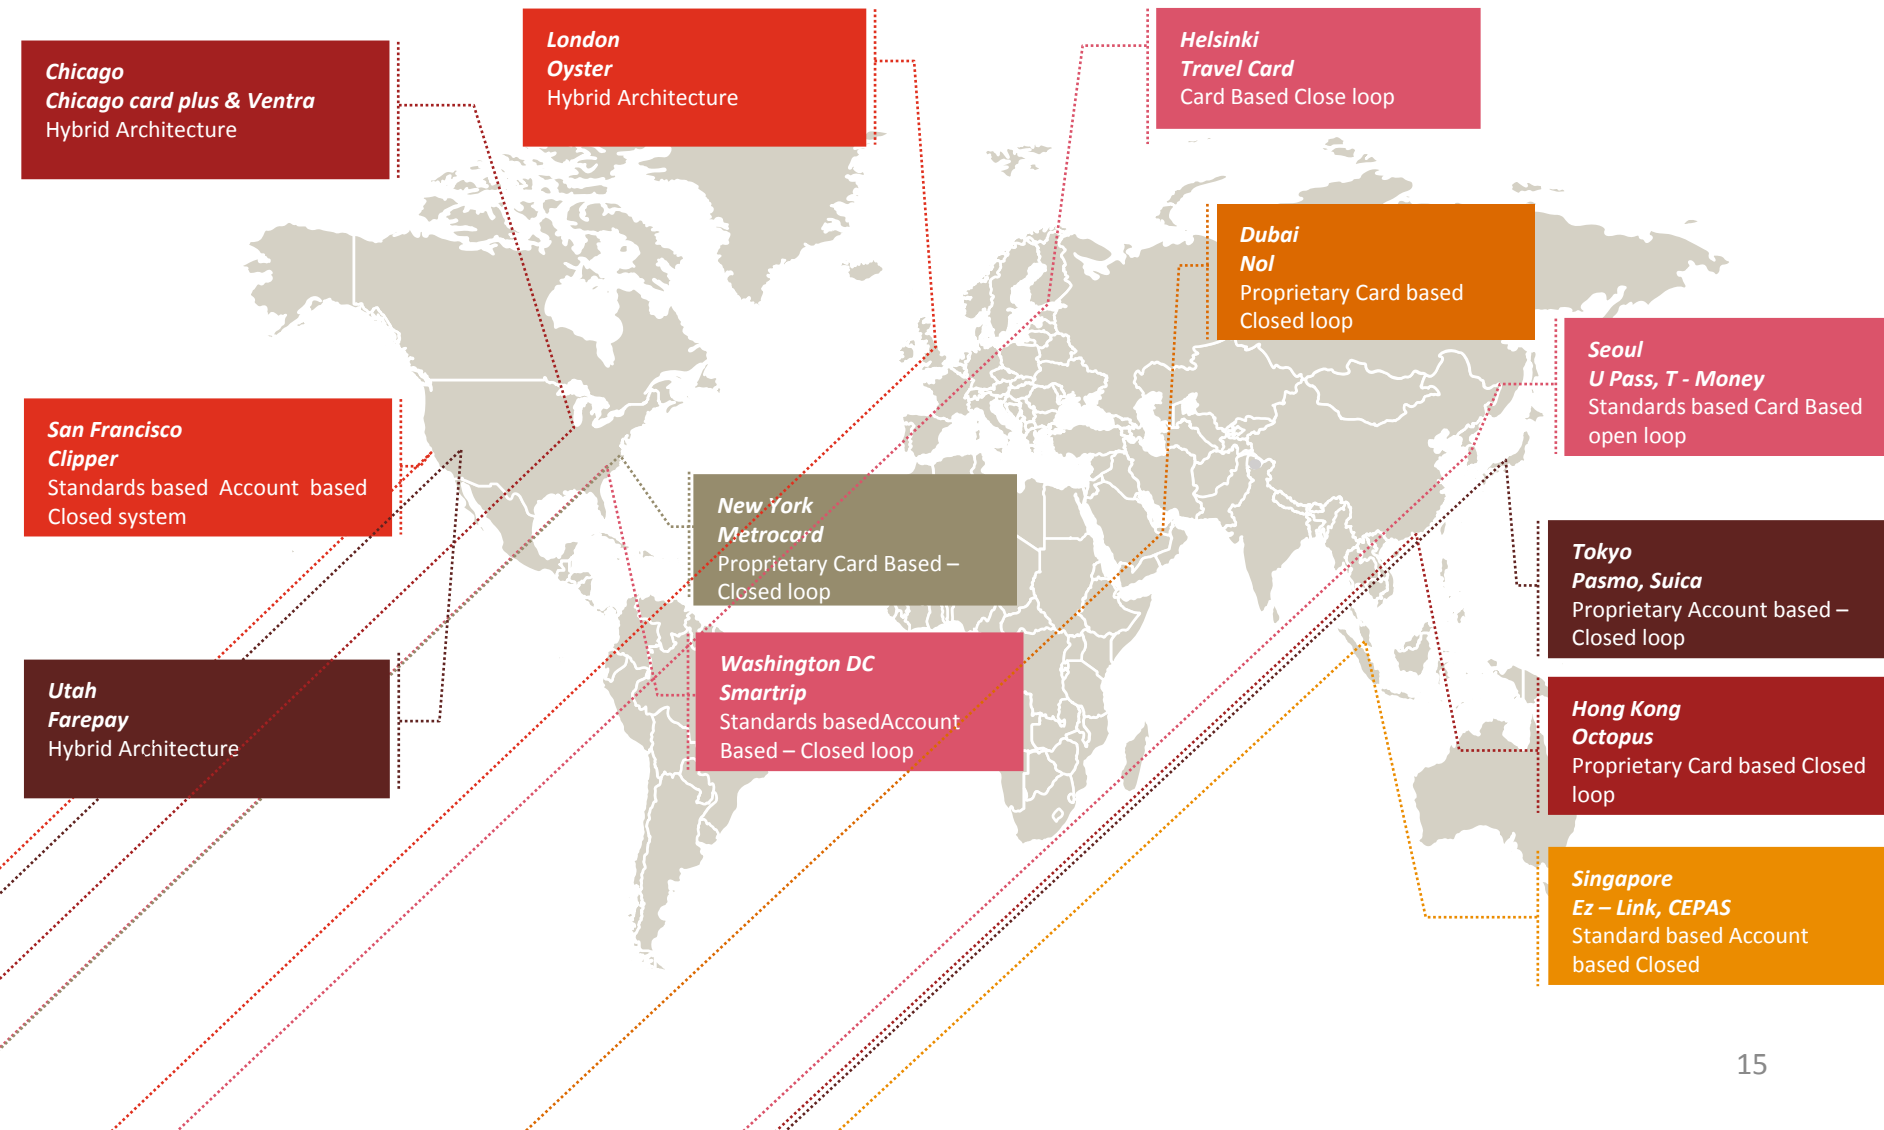 Chicago
Chicago card plus & Ventra
Hybrid Architecture
London
Oyster
Hybrid Architecture
Helsinki
Travel Card
Card Based Close loop
Dubai
Nol
Proprietary Card based
Closed loop
Seoul
U Pass, T - Money
Standards based Card Based
open loop
San Francisco
Clipper
Standards based  Account  based
Closed system
New York
Metrocard
Proprietary Card Based –
Closed loop
Tokyo
Pasmo, Suica
Proprietary Account based –
Closed loop
Utah
Farepay
Hybrid Architecture
Washington DC
Smartrip
Standards basedAccount
Based – Closed loop
Hong Kong
Octopus
Proprietary Card based Closed
loop
Singapore
Ez – Link, CEPAS
Standard based Account
based Closed
15